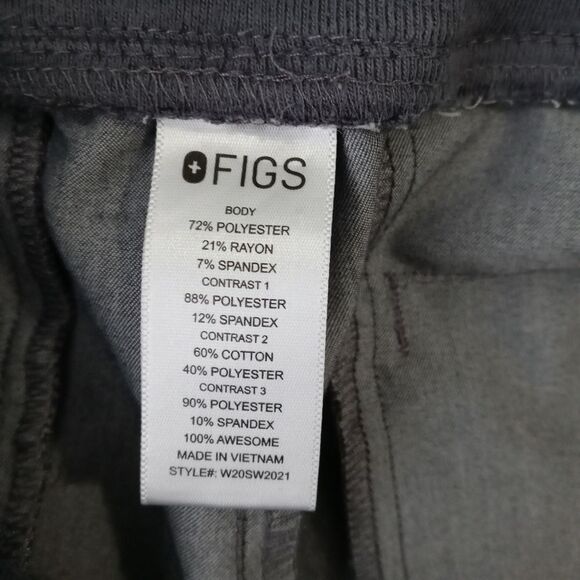 FIGS
BODY
72% POLYESTER
21% RAYON
7% SPANDEX
CONTRAST 1
88% POLYESTER
12% SPANDEX
CONTRAST 2
60% COTTON
40% POLYESTER
CONTRAST 3
90% POLYESTER
10% SPANDEX
100% AWESOME
MADE IN VIETNAM
STYLE#: W20SW2021